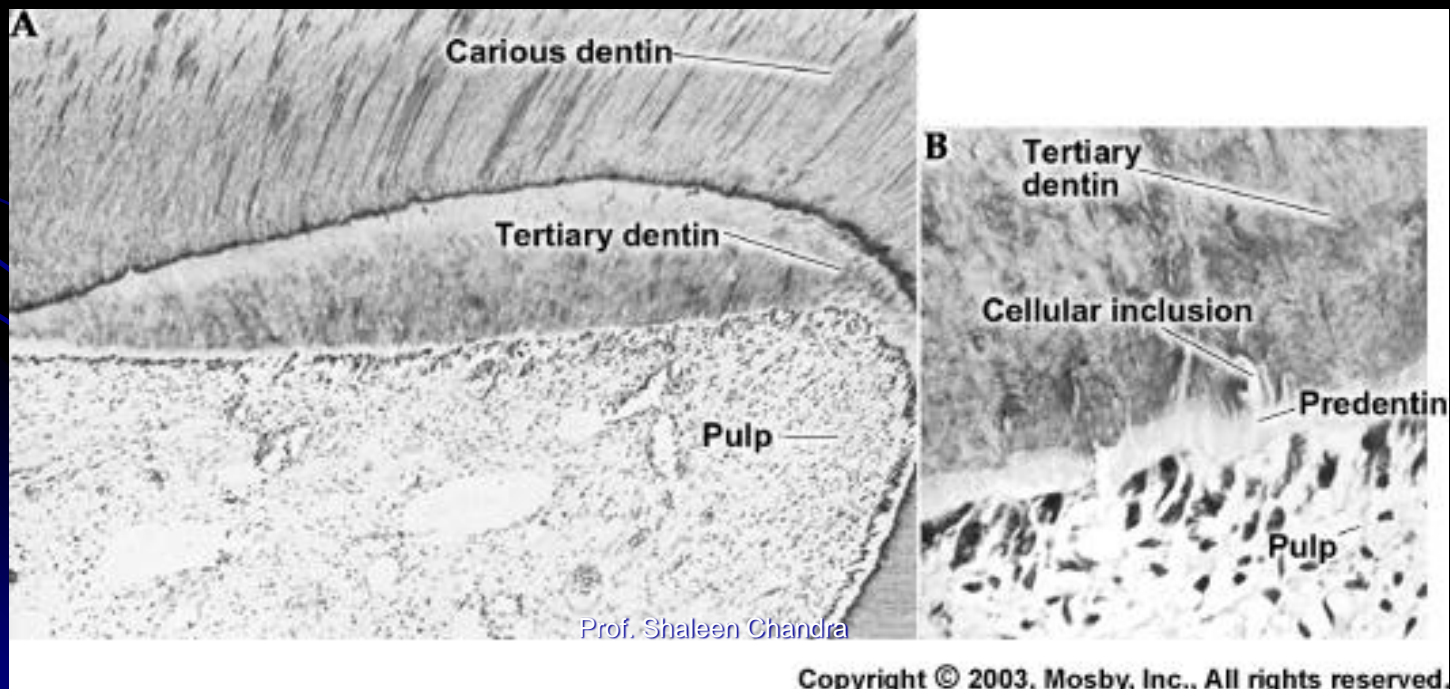 A
Carious dentin
Tertiary dentin
Pulp
B
Tertiary
dentin
Cellular inclusion
Predentin
Pulp
Prof. Shaleen Chandra
Copyright © 2003, Mosby, Inc., All rights reserved.